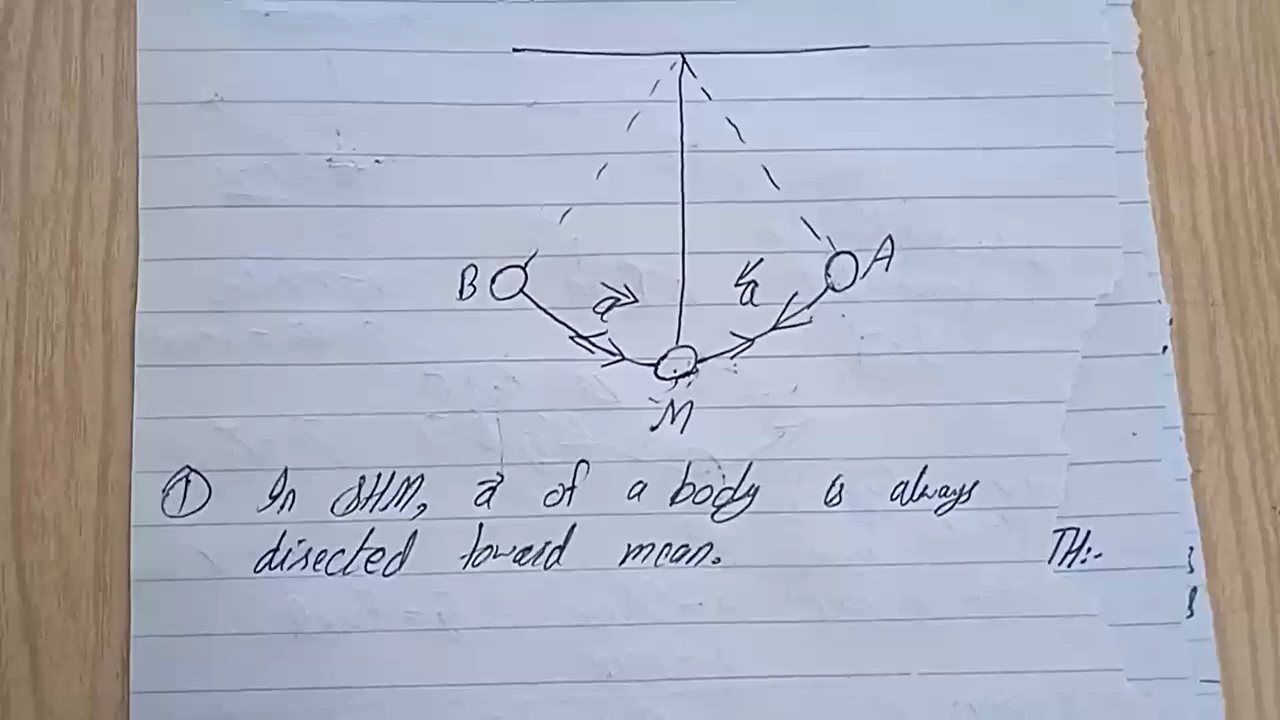 B
a
a
A
M
① In SHM, a of a body is always
directed toward mean.
TH:-